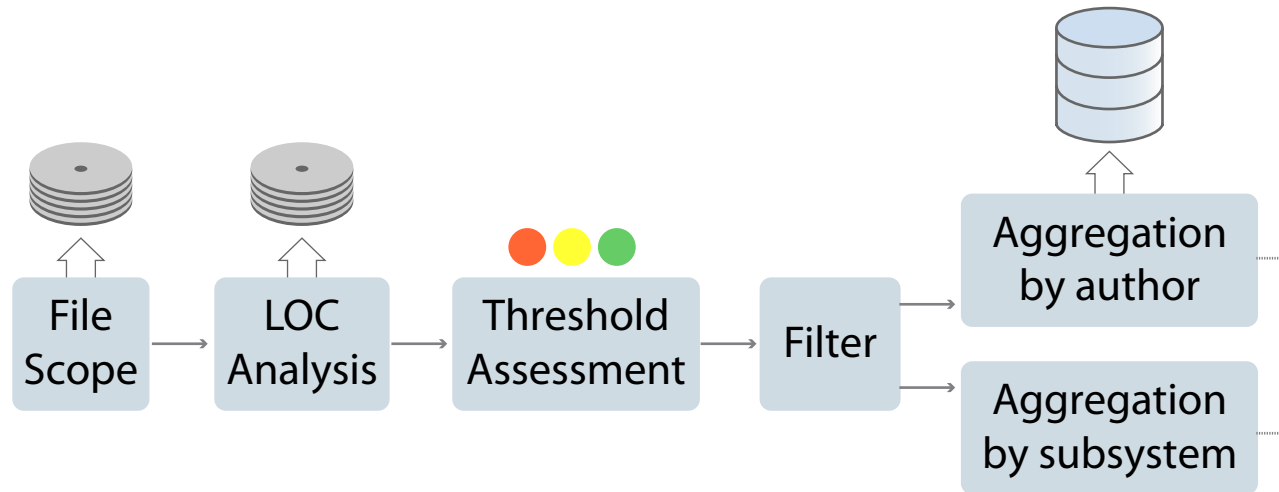 File
Scope
LOC
Analysis
Threshold
Assessment
Filter
Aggregation
by author
Aggregation
by subsystem